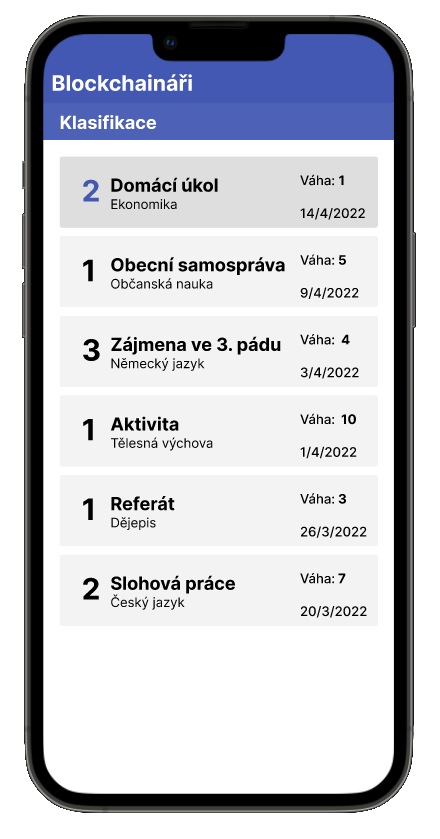 Blockchaináři
Klasifikace
2 Domácí úkol Váha: 1
Ekonomika
14/4/2022
1 Obecní samospráva Váha: 5
Občanská nauka
9/4/2022
3 Zájmena ve 3. pádu Váha: 4
Německý jazyk
3/4/2022
1 Aktivita Váha: 10
Tělesná výchova
1/4/2022
1 Referát Váha: 3
Dějepis
26/3/2022
2 Slohová práce Váha: 7
Český jazyk
20/3/2022